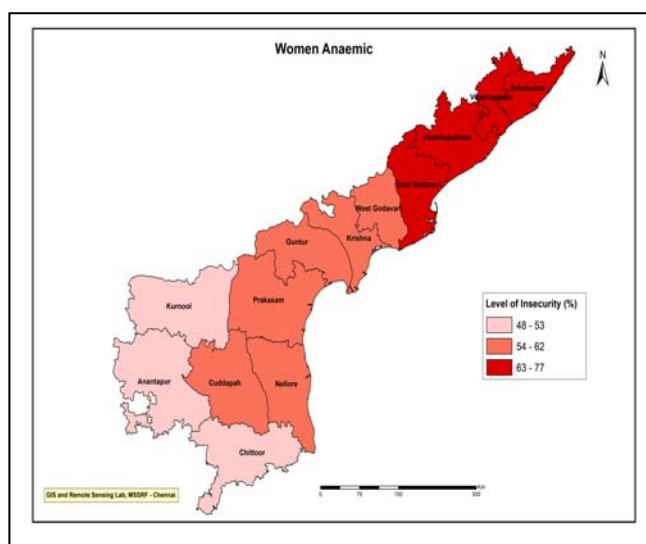 Women Anaemic
N
Srikakulam
Vizianagaram
Visakhapatnam
East Godavari
West Godavari
Krishna
Guntur
Prakasam
Kurnool
Anantapur
Cuddapah
Nellore
Chittoor
Level of Insecurity (%)
48 - 53
54 - 62
63 - 77
GIS and Remote Sensing Lab, MSSRF - Chennai
0 75 150 300